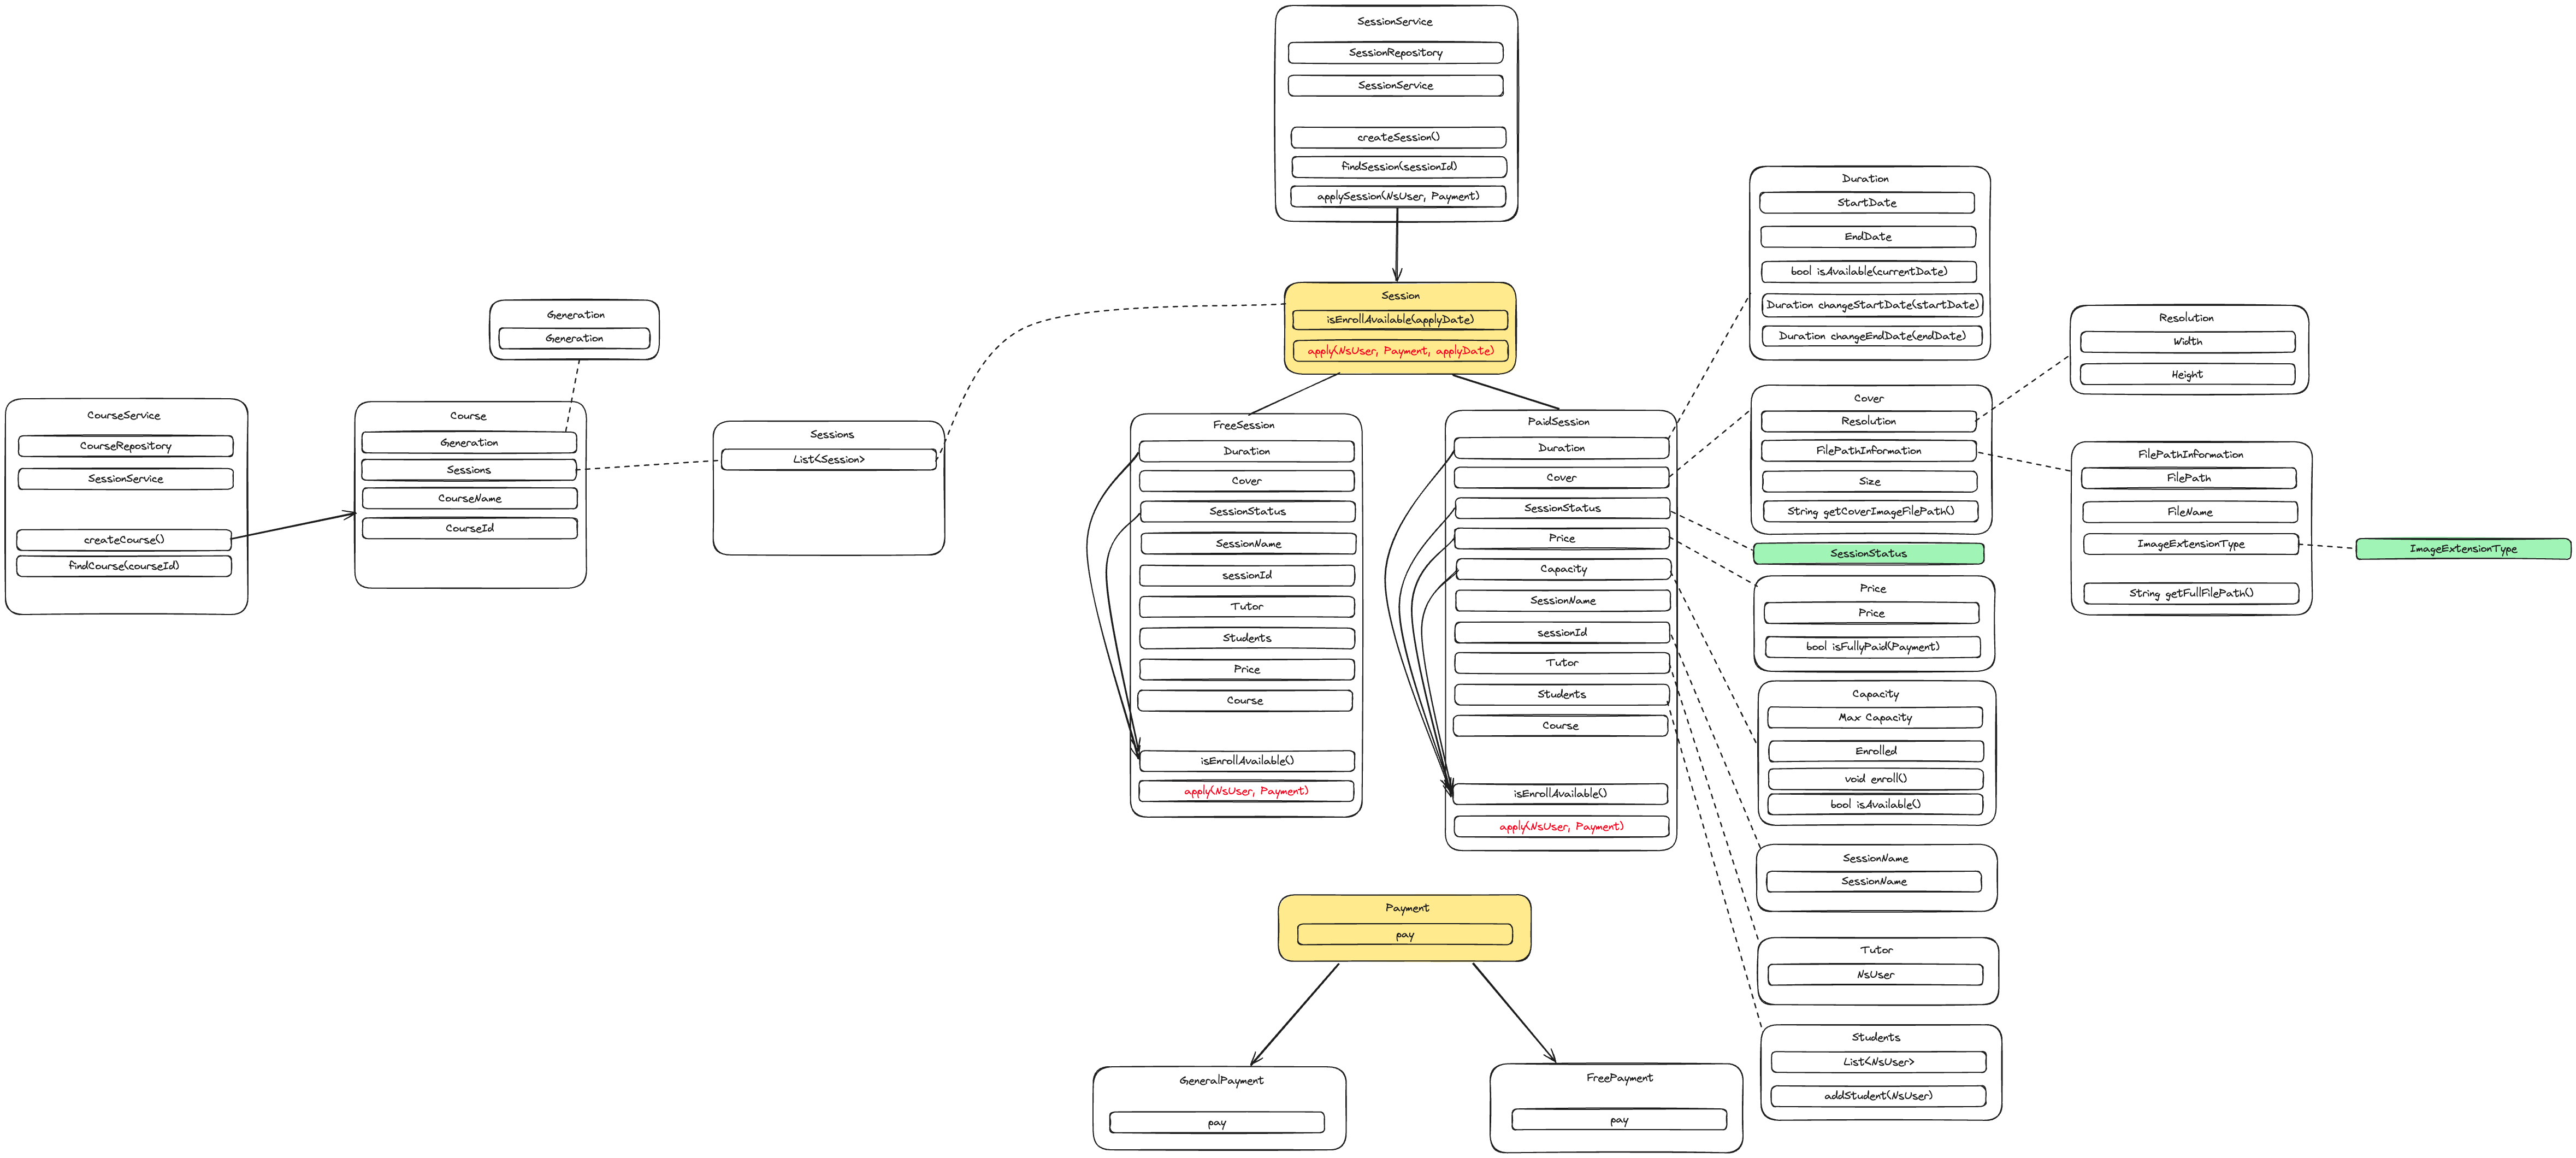 SessionService
SessionRepository
SessionService
createSession()
findSession(sessionId)
applySession(NsUser, Payment)
Session
isEnrollAvailable(applyDate)
apply(NsUser, Payment, applyDate)
Generation
Generation
CourseService
CourseRepository
SessionService
createCourse()
findCourse(courseId)
Course
Generation
Sessions
CourseName
CourseId
Sessions
List<Session>
FreeSession
Duration
Cover
SessionStatus
SessionName
sessionId
Tutor
Students
Price
Course
isEnrollAvailable()
apply(NsUser, Payment)
PaidSession
Duration
Cover
SessionStatus
Price
Capacity
SessionName
sessionId
Tutor
Students
Course
isEnrollAvailable()
apply(NsUser, Payment)
Duration
StartDate
EndDate
bool isAvailable(currentDate)
Duration changeStartDate(startDate)
Duration changeEndDate(endDate)
Cover
Resolution
FilePathInformation
Size
String getCoverImageFilePath()
SessionStatus
Price
Price
bool isFullyPaid(Payment)
Capacity
Max Capacity
Enrolled
void enroll()
bool isAvailable()
SessionName
SessionName
Tutor
NsUser
Students
List<NsUser>
addStudent(NsUser)
Resolution
Width
Height
FilePathInformation
FilePath
FileName
ImageExtensionType
String getFullFilePath()
ImageExtensionType
Payment
pay
GeneralPayment
pay
FreePayment
pay